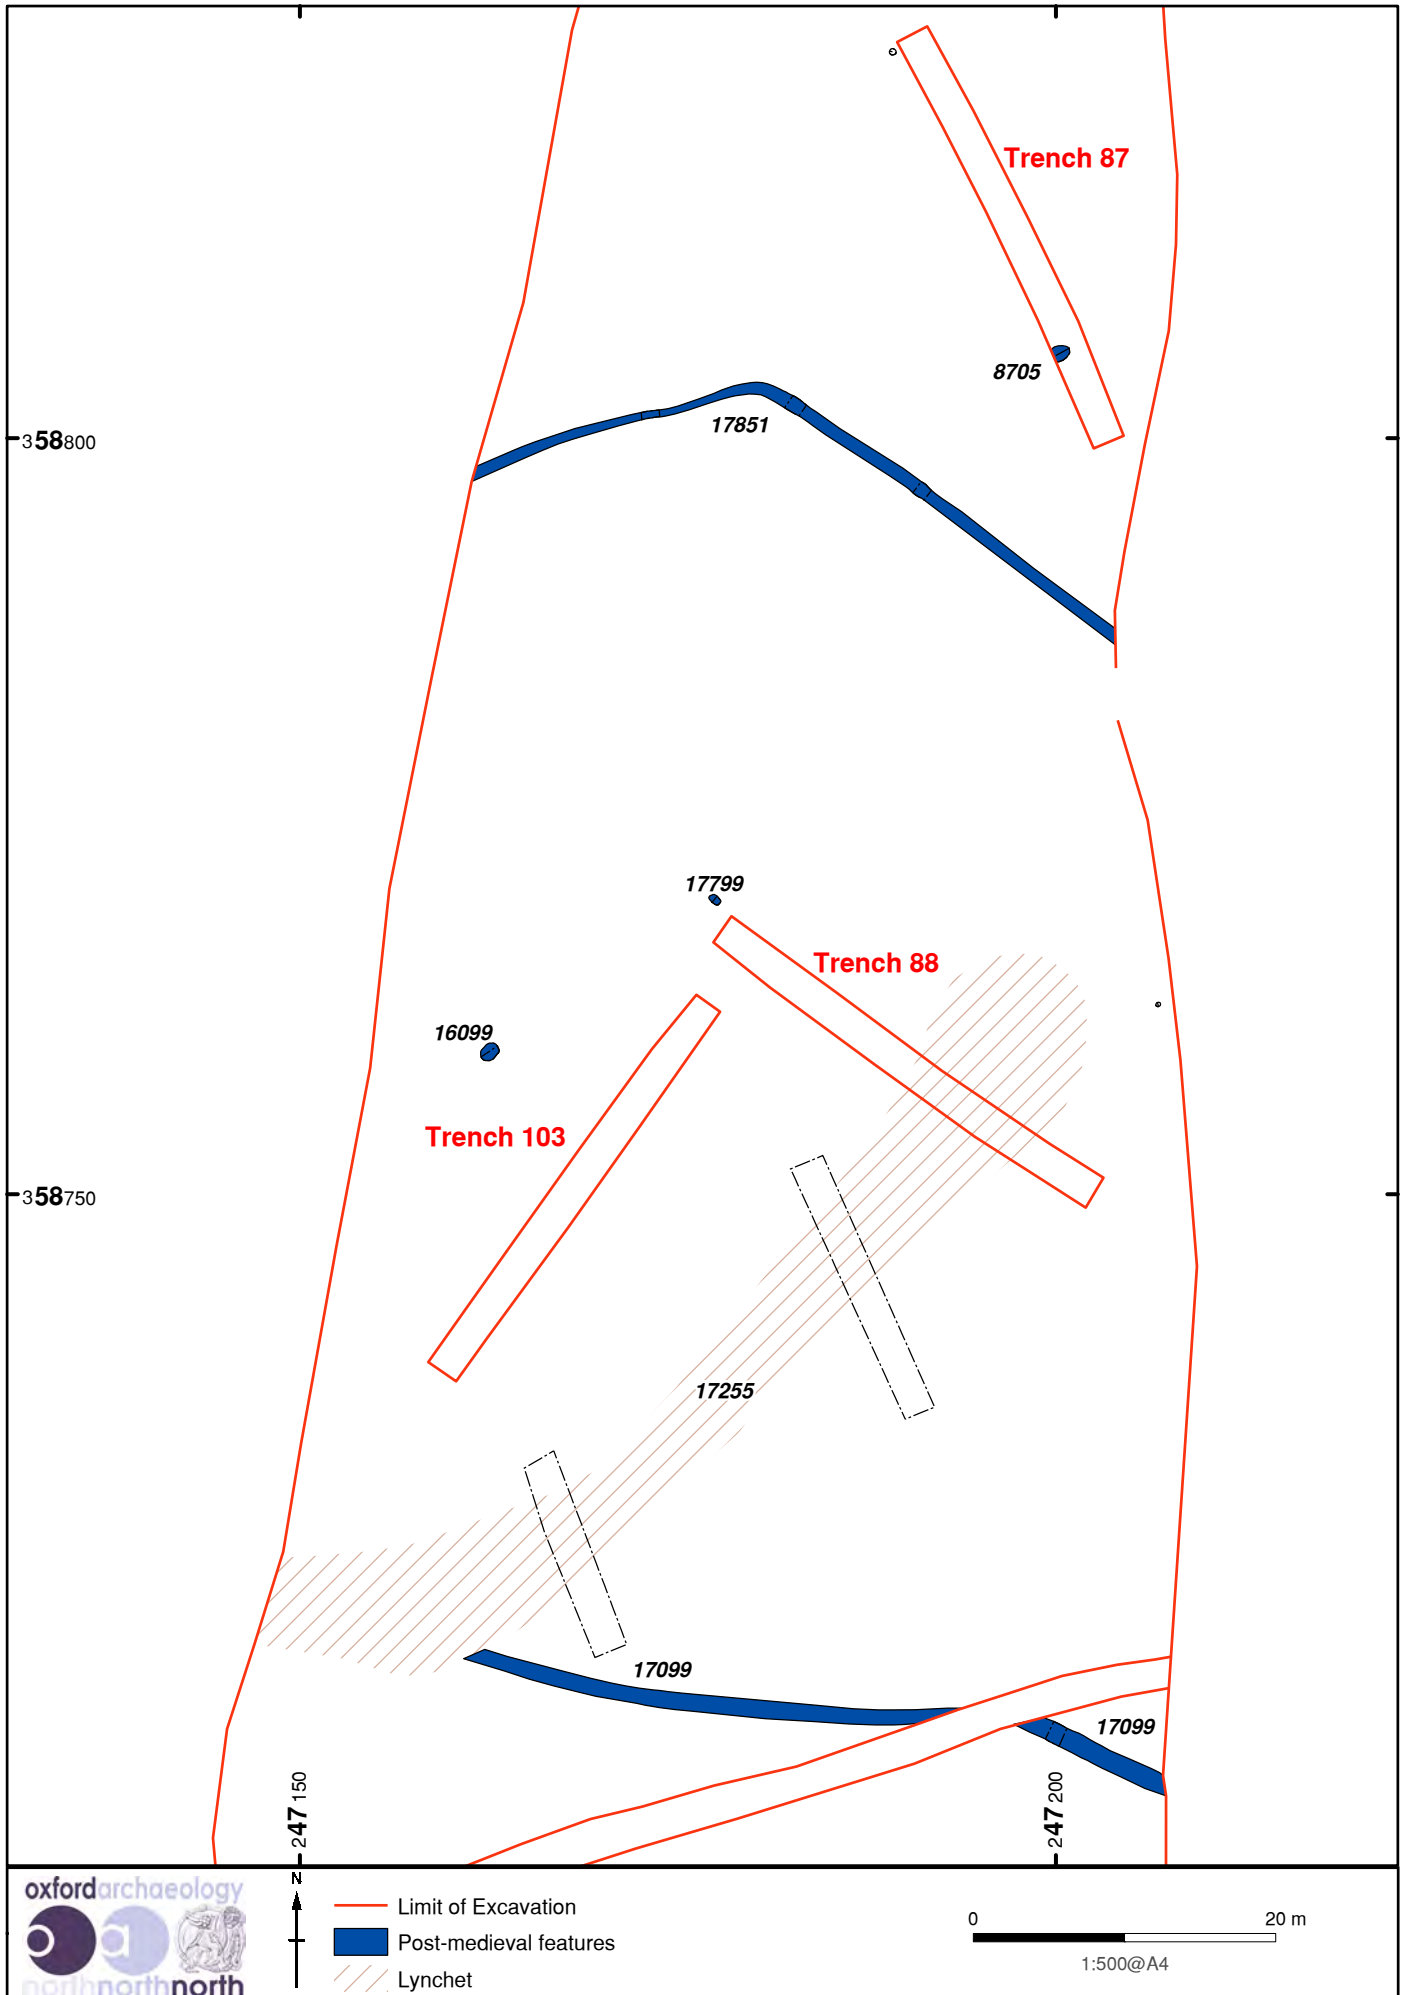 Trench 87
8705
17851
358800
17799
Trench 88
16099
Trench 103
358750
17255
17099
17099
247150
247200
oxfordarchaeology
northnorthnorth
N
Limit of Excavation
Post-medieval features
Lynchet
0 20 m
1:500@A4